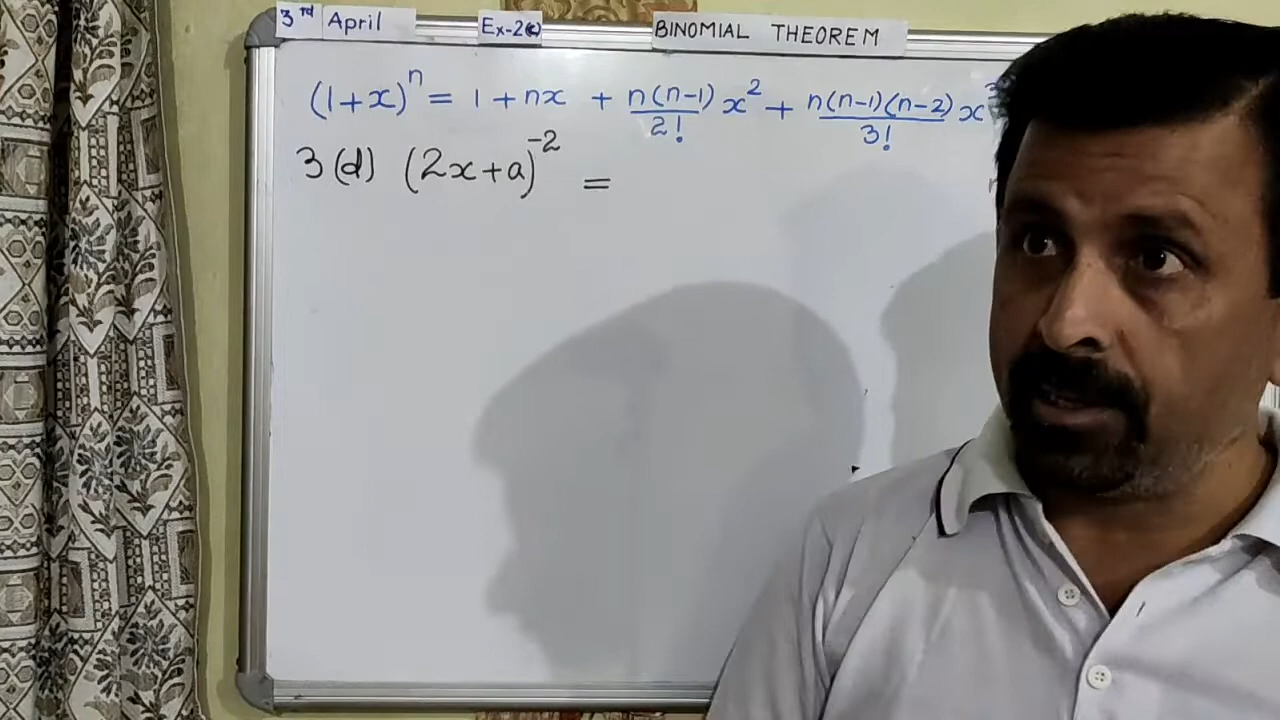 3rd April
Ex-2(c)
BINOMIAL THEOREM
(1+x)^n = 1 + nx + n(n-1)/2! x^2 + n(n-1)(n-2)/3! x^3
3(d) (2x+a)^-2 =